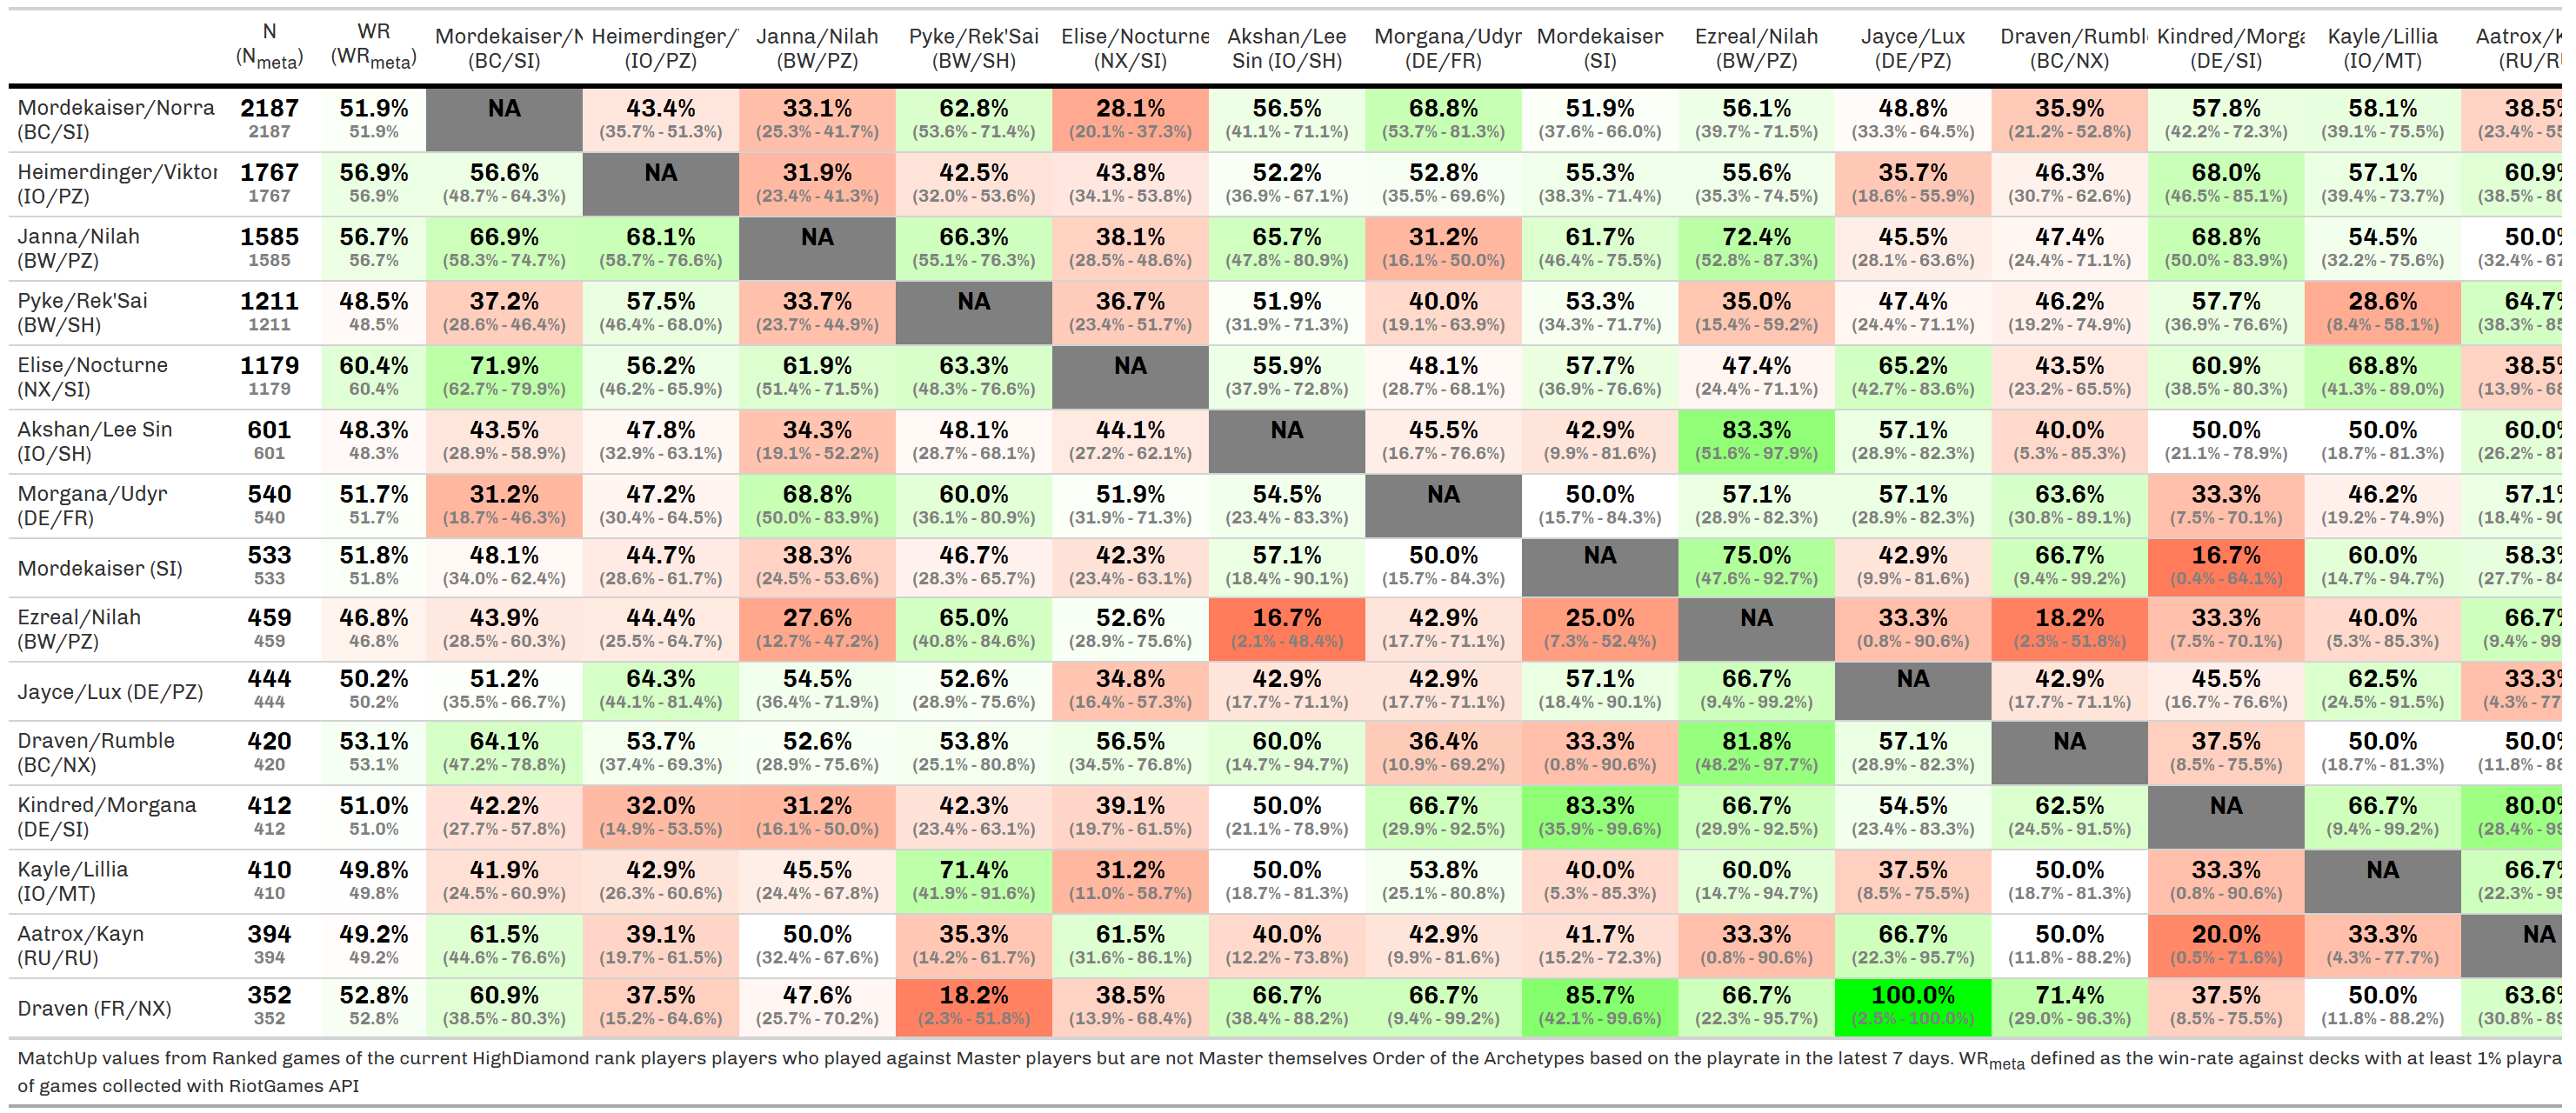 N WR Mordekaiser/N Heimerdinger/ Janna/Nilah Pyke/Rek'Sai Elise/Nocturne Akshan/Lee Morgana/Udyr Mordekaiser Ezreal/Nilah Jayce/Lux Draven/Rumble Kindred/Morga Kayle/Lillia Aatrox/K
(Nmeta) (WRmeta) (BC/SI) (IO/PZ) (BW/PZ) (BW/SH) (NX/SI) Sin (IO/SH) (DE/FR) (SI) (BW/PZ) (DE/PZ) (BC/NX) (DE/SI) (IO/MT) (RU/RU
Mordekaiser/Norra 2187 51.9% NA 43.4% 33.1% 62.8% 28.1% 56.5% 68.8% 51.9% 56.1% 48.8% 35.9% 57.8% 58.1% 38.5%
(BC/SI) 2187 51.9% (35.7% - 51.3%) (25.3% - 41.7%) (53.6% - 71.4%) (20.1% - 37.3%) (41.1% - 71.1%) (53.7% - 81.3%) (37.6% - 66.0%) (39.7% - 71.5%) (33.3% - 64.5%) (21.2% - 52.8%) (42.2% - 72.3%) (39.1% - 75.5%) (23.4% - 55
Heimerdinger/Viktor 1767 56.9% 56.6% NA 31.9% 42.5% 43.8% 52.2% 52.8% 55.3% 55.6% 35.7% 46.3% 68.0% 57.1% 60.9%
(IO/PZ) 1767 56.9% (48.7% - 64.3%) (23.4% - 41.3%) (32.0% - 53.6%) (34.1% - 53.8%) (36.9% - 67.1%) (35.5% - 69.6%) (38.3% - 71.4%) (35.3% - 74.5%) (18.6% - 55.9%) (30.7% - 62.6%) (46.5% - 85.1%) (39.4% - 73.7%) (38.5% - 80
Janna/Nilah 1585 56.7% 66.9% 68.1% NA 66.3% 38.1% 65.7% 31.2% 61.7% 72.4% 45.5% 47.4% 68.8% 54.5% 50.0%
(BW/PZ) 1585 56.7% (58.3% - 74.7%) (58.7% - 76.6%) (55.1% - 76.3%) (28.5% - 48.6%) (47.8% - 80.9%) (16.1% - 50.0%) (46.4% - 75.5%) (52.8% - 87.3%) (28.1% - 63.6%) (24.4% - 71.1%) (50.0% - 83.9%) (32.2% - 75.6%) (32.4% - 67
Pyke/Rek'Sai 1211 48.5% 37.2% 57.5% 33.7% NA 36.7% 51.9% 40.0% 53.3% 35.0% 47.4% 46.2% 57.7% 28.6% 64.7%
(BW/SH) 1211 48.5% (28.6% - 46.4%) (46.4% - 68.0%) (23.7% - 44.9%) (23.4% - 51.7%) (31.9% - 71.3%) (19.1% - 63.9%) (34.3% - 71.7%) (15.4% - 59.2%) (24.4% - 71.1%) (19.2% - 74.9%) (36.9% - 76.6%) (8.4% - 58.1%) (38.3% - 85
Elise/Nocturne 1179 60.4% 71.9% 56.2% 61.9% 63.3% NA 55.9% 48.1% 57.7% 47.4% 65.2% 43.5% 60.9% 68.8% 38.5%
(NX/SI) 1179 60.4% (62.7% - 79.9%) (46.2% - 65.9%) (51.4% - 71.5%) (48.3% - 76.6%) (37.9% - 72.8%) (28.7% - 68.1%) (36.9% - 76.6%) (24.4% - 71.1%) (42.7% - 83.6%) (23.2% - 65.5%) (38.5% - 80.3%) (41.3% - 89.0%) (13.9% - 68
Akshan/Lee Sin 601 48.3% 43.5% 47.8% 34.3% 48.1% 44.1% NA 45.5% 42.9% 83.3% 57.1% 40.0% 50.0% 50.0% 60.0%
(IO/SH) 601 48.3% (28.9% - 58.9%) (32.9% - 63.1%) (19.1% - 52.2%) (28.7% - 68.1%) (27.2% - 62.1%) (16.7% - 76.6%) (9.9% - 81.6%) (51.6% - 97.9%) (28.9% - 82.3%) (5.3% - 85.3%) (21.1% - 78.9%) (18.7% - 81.3%) (26.2% - 87
Morgana/Udyr 540 51.7% 31.2% 47.2% 68.8% 60.0% 51.9% 54.5% NA 50.0% 57.1% 57.1% 63.6% 33.3% 46.2% 57.1%
(DE/FR) 540 51.7% (18.7% - 46.3%) (30.4% - 64.5%) (50.0% - 83.9%) (36.1% - 80.9%) (31.9% - 71.3%) (23.4% - 83.3%) (15.7% - 84.3%) (28.9% - 82.3%) (28.9% - 82.3%) (30.8% - 89.1%) (7.5% - 70.1%) (19.2% - 74.9%) (18.4% - 90
Mordekaiser (SI) 533 51.8% 48.1% 44.7% 38.3% 46.7% 42.3% 57.1% 50.0% NA 75.0% 42.9% 66.7% 16.7% 60.0% 58.3%
533 51.8% (34.0% - 62.4%) (28.6% - 61.7%) (24.5% - 53.6%) (28.3% - 65.7%) (23.4% - 63.1%) (18.4% - 90.1%) (15.7% - 84.3%) (47.6% - 92.7%) (9.9% - 81.6%) (9.4% - 99.2%) (0.4% - 64.1%) (14.7% - 94.7%) (27.7% - 84
Ezreal/Nilah 459 46.8% 43.9% 44.4% 27.6% 65.0% 52.6% 16.7% 42.9% 25.0% NA 33.3% 18.2% 33.3% 40.0% 66.7%
(BW/PZ) 459 46.8% (28.5% - 60.3%) (25.5% - 64.7%) (12.7% - 47.2%) (40.8% - 84.6%) (28.9% - 75.6%) (2.1% - 48.4%) (17.7% - 71.1%) (7.3% - 52.4%) (0.8% - 90.6%) (2.3% - 51.8%) (7.5% - 70.1%) (5.3% - 85.3%) (9.4% - 99
Jayce/Lux (DE/PZ) 444 50.2% 51.2% 64.3% 54.5% 52.6% 34.8% 42.9% 42.9% 57.1% 66.7% NA 42.9% 45.5% 62.5% 33.3%
444 50.2% (35.5% - 66.7%) (44.1% - 81.4%) (36.4% - 71.9%) (28.9% - 75.6%) (16.4% - 57.3%) (17.7% - 71.1%) (17.7% - 71.1%) (18.4% - 90.1%) (9.4% - 99.2%) (17.7% - 71.1%) (16.7% - 76.6%) (24.5% - 91.5%) (4.3% - 77
Draven/Rumble 420 53.1% 64.1% 53.7% 52.6% 53.8% 56.5% 60.0% 36.4% 33.3% 81.8% 57.1% NA 37.5% 50.0% 50.0%
(BC/NX) 420 53.1% (47.2% - 78.8%) (37.4% - 69.3%) (28.9% - 75.6%) (25.1% - 80.8%) (34.5% - 76.8%) (14.7% - 94.7%) (10.9% - 69.2%) (0.8% - 90.6%) (48.2% - 97.7%) (28.9% - 82.3%) (8.5% - 75.5%) (18.7% - 81.3%) (11.8% - 88
Kindred/Morgana 412 51.0% 42.2% 32.0% 31.2% 42.3% 39.1% 50.0% 66.7% 83.3% 66.7% 54.5% 62.5% NA 66.7% 80.0%
(DE/SI) 412 51.0% (27.7% - 57.8%) (14.9% - 53.5%) (16.1% - 50.0%) (23.4% - 63.1%) (19.7% - 61.5%) (21.1% - 78.9%) (29.9% - 92.5%) (35.9% - 99.6%) (29.9% - 92.5%) (23.4% - 83.3%) (24.5% - 91.5%) (9.4% - 99.2%) (28.4% - 99
Kayle/Lillia 410 49.8% 41.9% 42.9% 45.5% 71.4% 31.2% 50.0% 53.8% 40.0% 60.0% 37.5% 50.0% 33.3% NA 66.7%
(IO/MT) 410 49.8% (24.5% - 60.9%) (26.3% - 60.6%) (24.4% - 67.8%) (41.9% - 91.6%) (11.0% - 58.7%) (18.7% - 81.3%) (25.1% - 80.8%) (5.3% - 85.3%) (14.7% - 94.7%) (8.5% - 75.5%) (18.7% - 81.3%) (0.8% - 90.6%) (22.3% - 95
Aatrox/Kayn 394 49.2% 61.5% 39.1% 50.0% 35.3% 61.5% 40.0% 42.9% 41.7% 33.3% 66.7% 50.0% 20.0% 33.3% NA
(RU/RU) 394 49.2% (44.6% - 76.6%) (19.7% - 61.5%) (32.4% - 67.6%) (14.2% - 61.7%) (31.6% - 86.1%) (12.2% - 73.8%) (9.9% - 81.6%) (15.2% - 72.3%) (0.8% - 90.6%) (22.3% - 95.7%) (11.8% - 88.2%) (0.5% - 71.6%) (4.3% - 77.7%)
Draven (FR/NX) 352 52.8% 60.9% 37.5% 47.6% 18.2% 38.5% 66.7% 66.7% 85.7% 66.7% 100.0% 71.4% 37.5% 50.0% 63.6%
352 52.8% (38.5% - 80.3%) (15.2% - 64.6%) (25.7% - 70.2%) (2.3% - 51.8%) (13.9% - 68.4%) (38.4% - 88.2%) (9.4% - 99.2%) (42.1% - 99.6%) (22.3% - 95.7%) (2.5% - 100.0%) (29.0% - 96.3%) (8.5% - 75.5%) (11.8% - 88.2%) (30.8% - 89
MatchUp values from Ranked games of the current HighDiamond rank players players who played against Master players but are not Master themselves Order of the Archetypes based on the playrate in the latest 7 days. WRmeta defined as the win-rate against decks with at least 1% playra
of games collected with RiotGames API